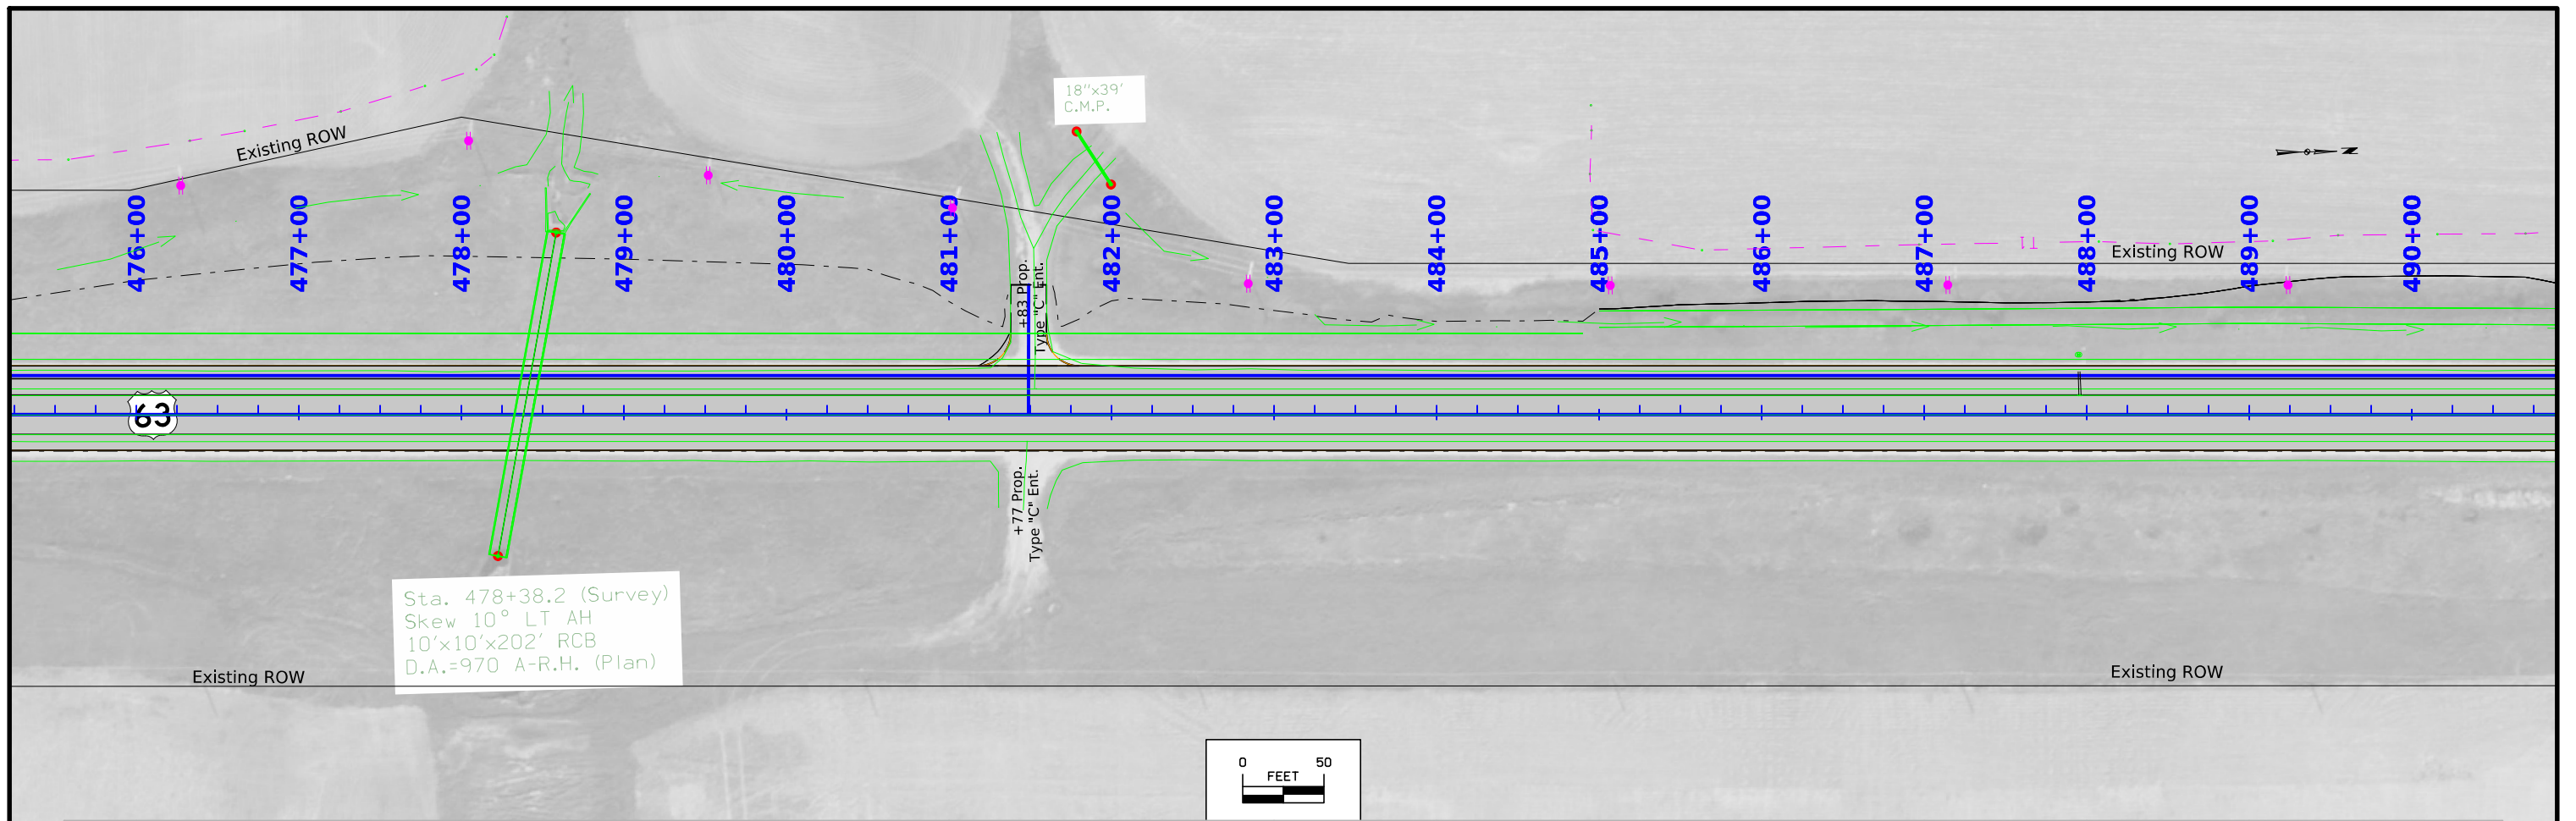 18"x39'
C.M.P.
Existing ROW
476+00
477+00
478+00
479+00
480+00
481+00
482+00
483+00
484+00
485+00
486+00
487+00
488+00
489+00
490+00
N
Existing ROW
+83 Prop.
Type "C" Ent.
63
+77 Prop.
Type "C" Ent.
Sta. 478+38.2 (Survey)
Skew 10° LT AH
10'x10'x202' RCB
D.A.=970 A-R.H. (Plan)
Existing ROW
Existing ROW
0 50
FEET